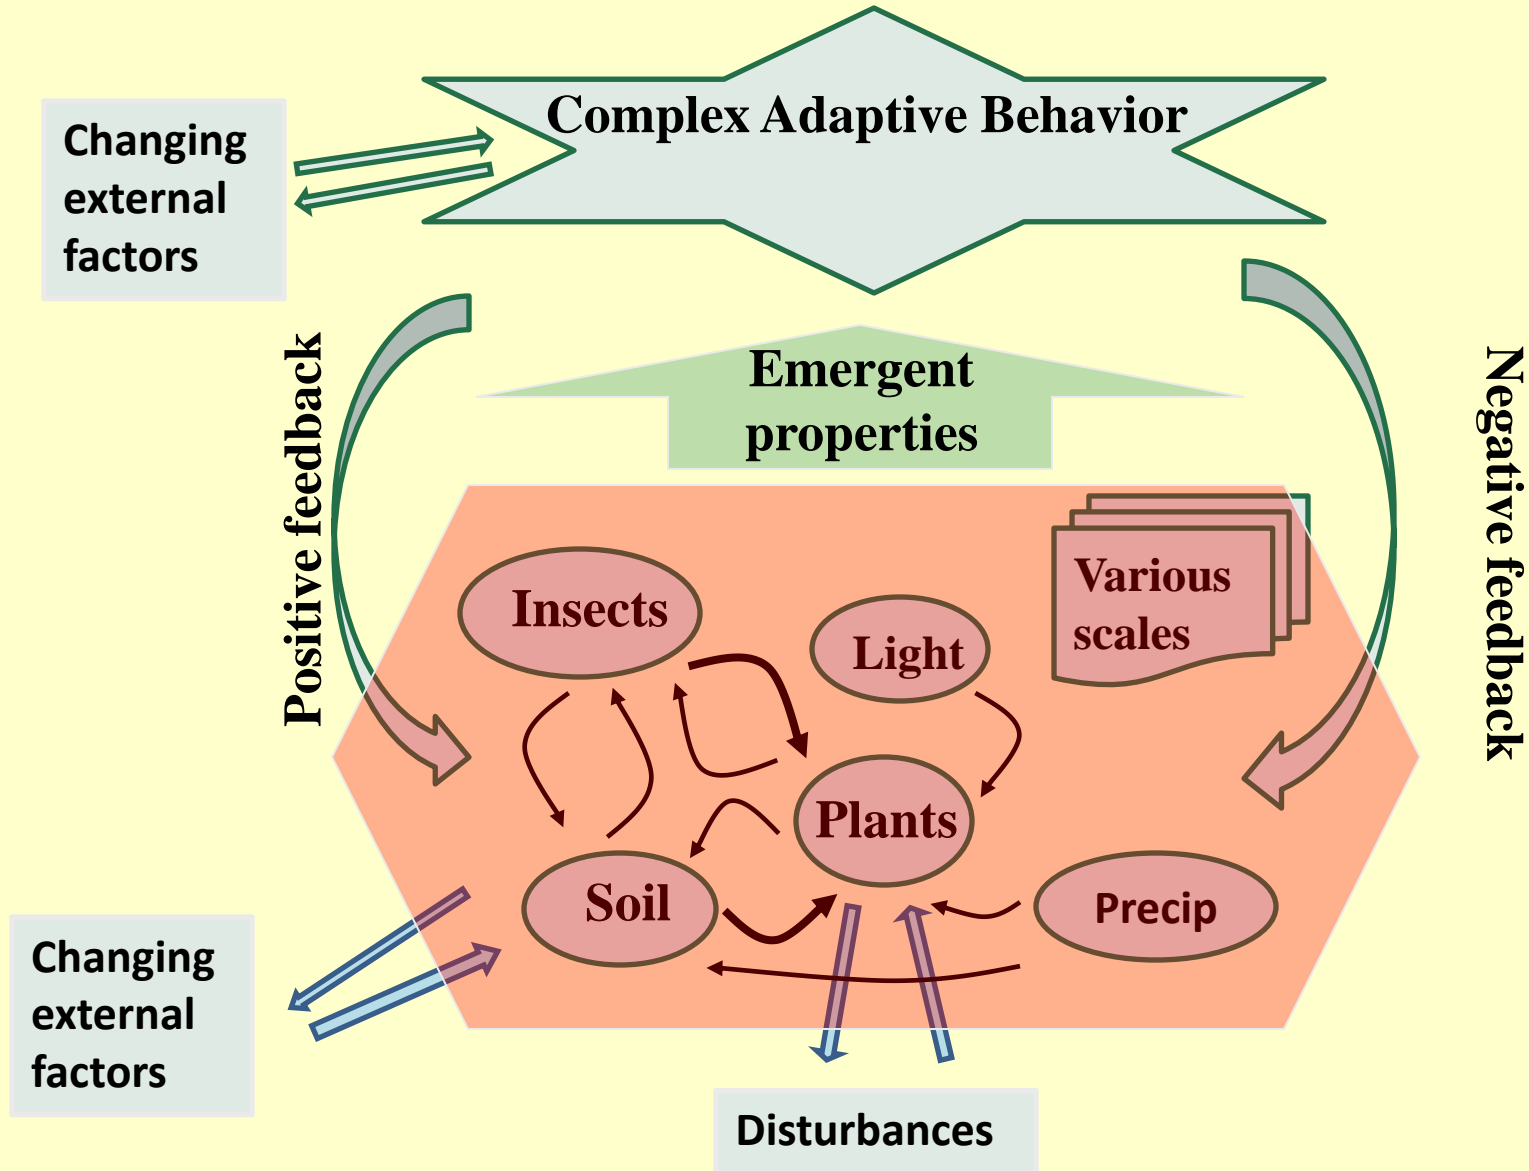 Complex Adaptive Behavior
Changing
external
factors
Positive feedback
Emergent
properties
Negative feedback
Insects
Light
Various
scales
Plants
Soil
Precip
Changing
external
factors
Disturbances